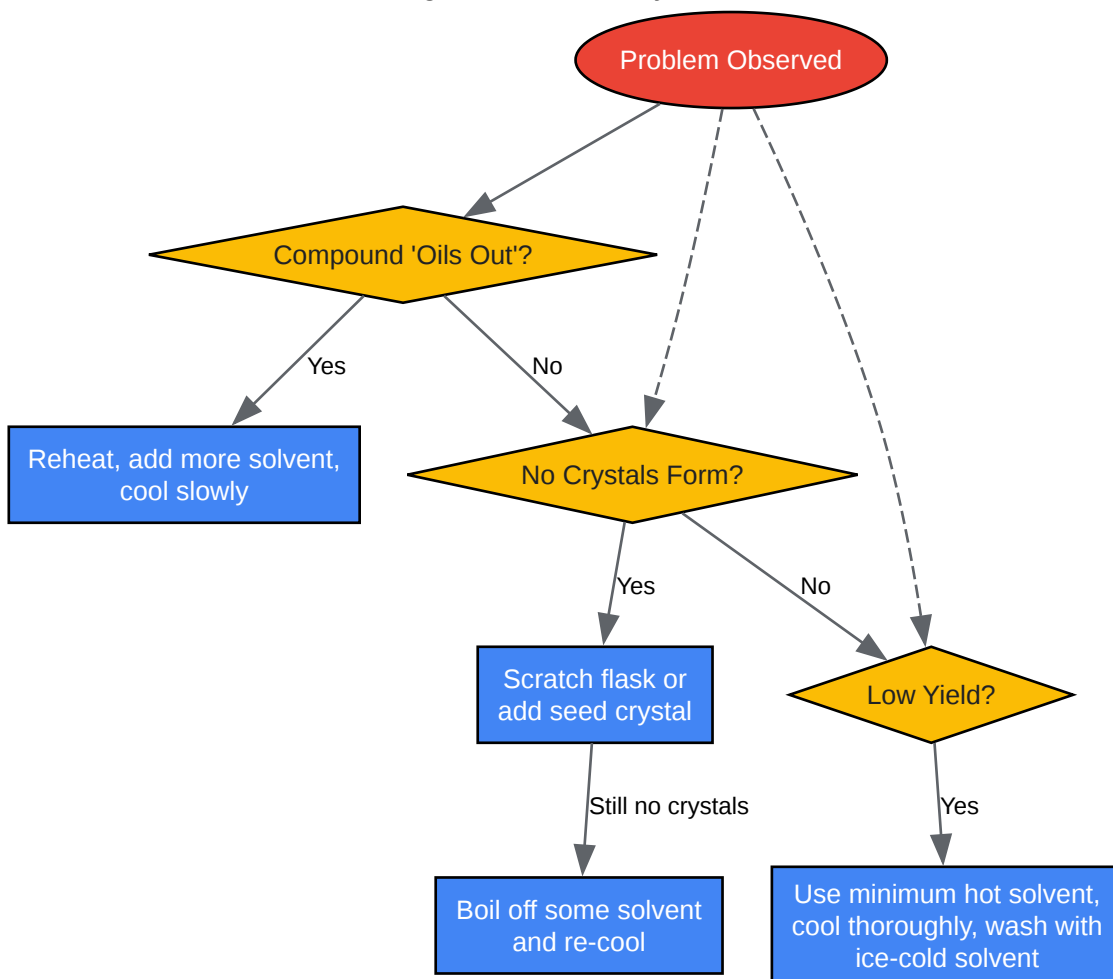 Problem Observed
Compound 'Oils Out'?
Yes
No
Reheat, add more solvent,
cool slowly
No Crystals Form?
Yes
No
Scratch flask or
add seed crystal
Low Yield?
Still no crystals
Yes
Boil off some solvent
and re-cool
Use minimum hot solvent,
cool thoroughly, wash with
ice-cold solvent